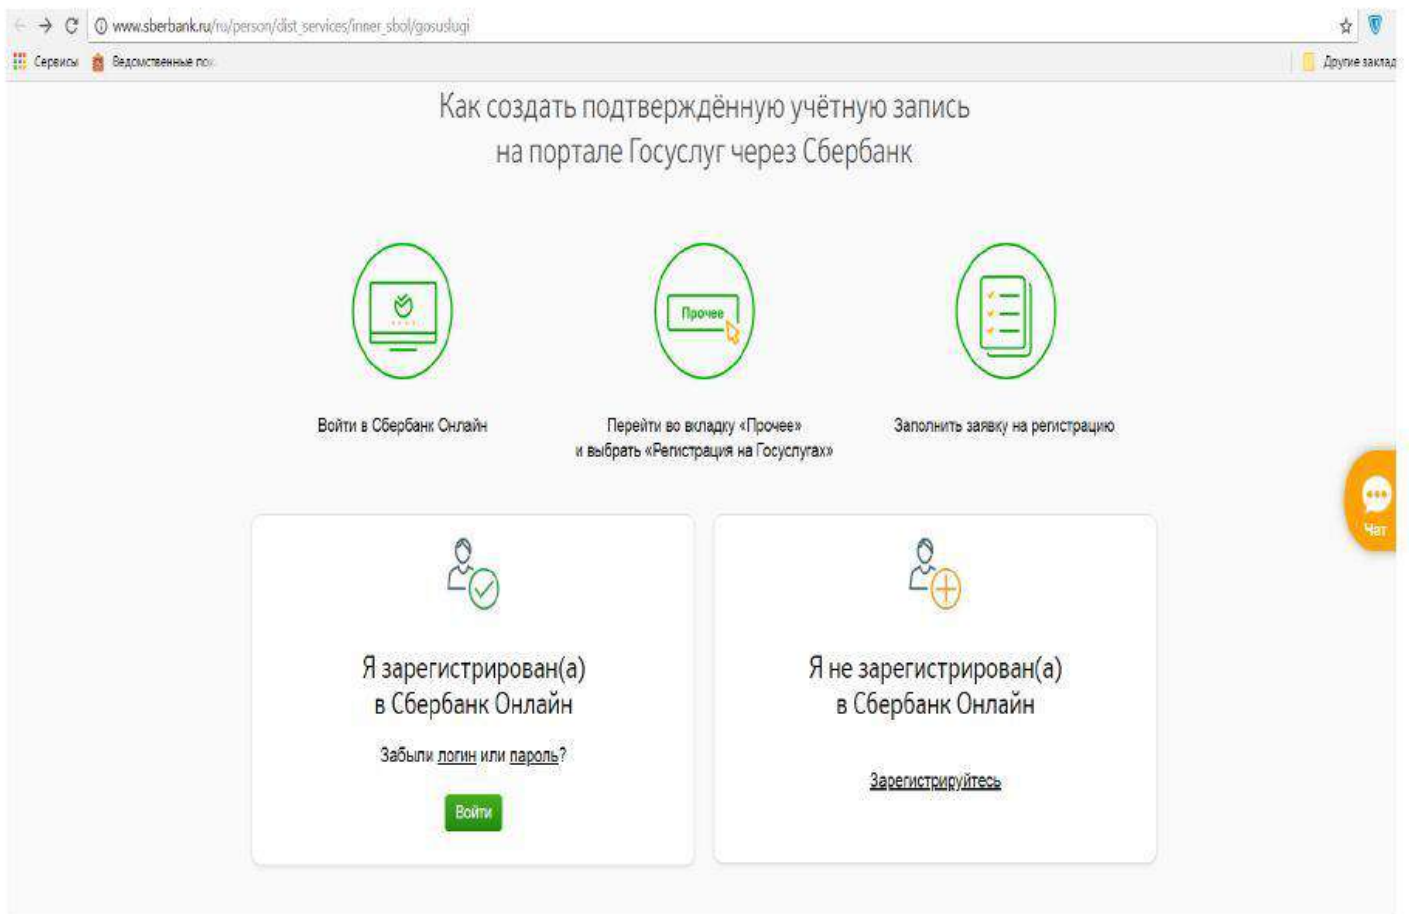 www.sberbank.ru/ru/person/dist_services/inner_sbol/gosuslugi
Сервисы
Ведомственные пок
Другие заклад
Как создать подтверждённую учётную запись
на портале Госуслуг через Сбербанк
Прочее
Войти в Сбербанк Онлайн
Перейти во вкладку «Прочее»
и выбрать «Регистрация на Госуслугах»
Заполнить заявку на регистрацию
Чат
Я зарегистрирован(а)
в Сбербанк Онлайн
Забыли логин или пароль?
Войти
Я не зарегистрирован(а)
в Сбербанк Онлайн
Зарегистрируйтесь